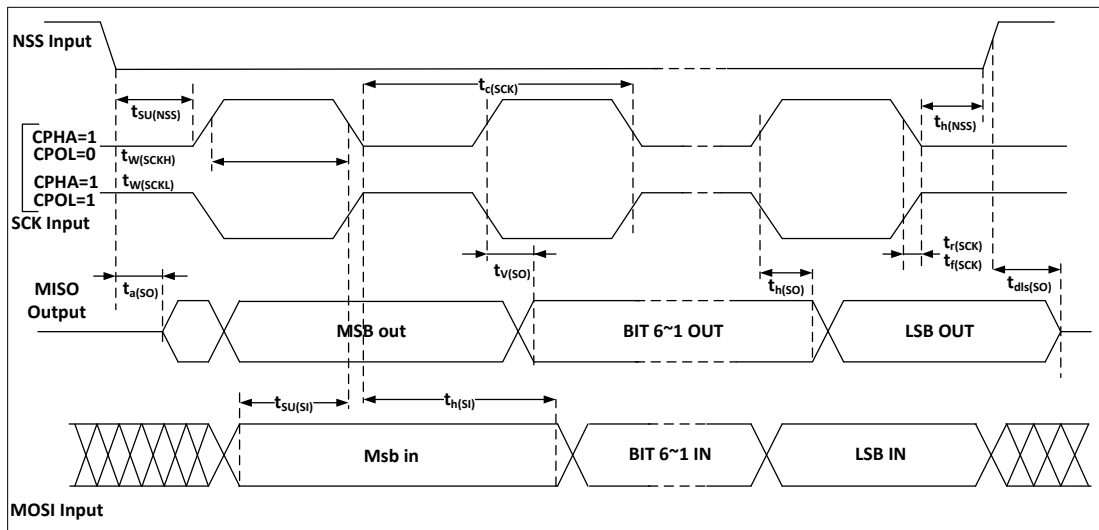 NSS Input
tc(SCK)
tSU(NSS)
th(NSS)
CPHA=1
CPOL=0
tW(SCKH)
CPHA=1
CPOL=1
tW(SCKL)
SCK Input
tr(SCK)
tf(SCK)
ta(SO)
tV(SO)
th(SO)
tdls(SO)
MISO
Output
MSB out
BIT 6~1 OUT
LSB OUT
tSU(SI)
th(SI)
Msb in
BIT 6~1 IN
LSB IN
MOSI Input